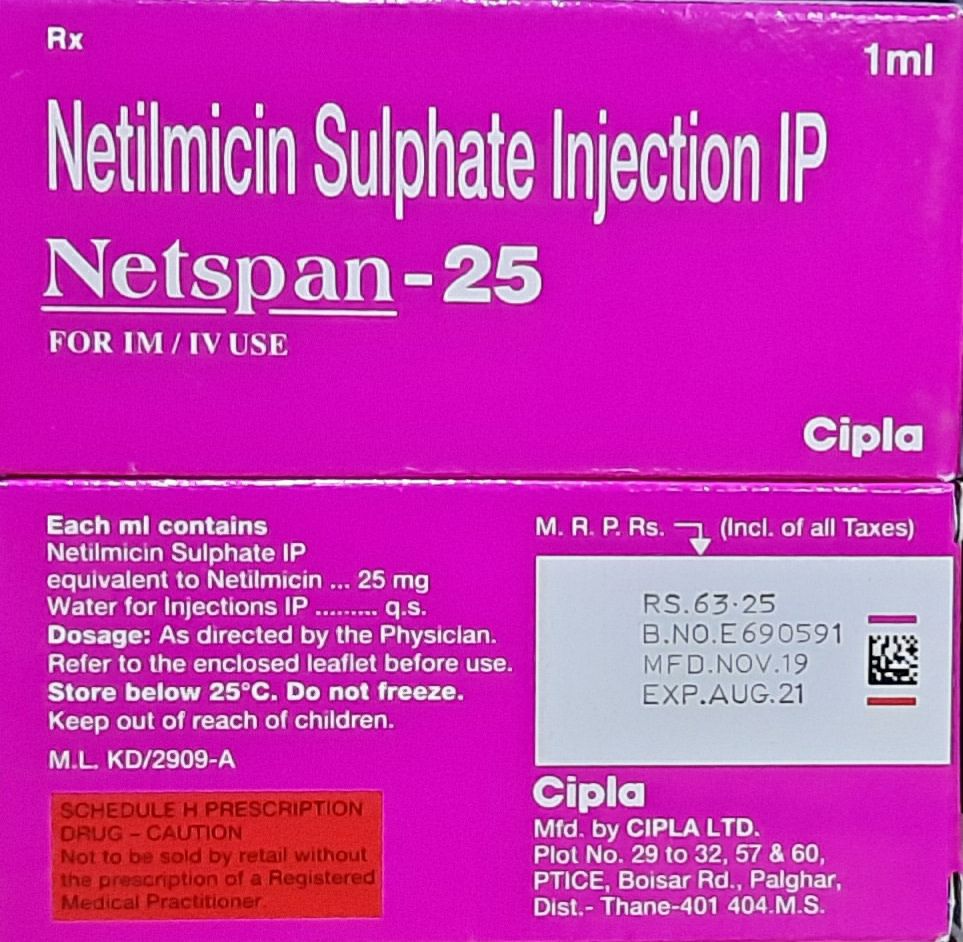 Rx
1ml
Netilmicin Sulphate Injection IP
Netspan-25
FOR IM / IV USE
Cipla
Each ml contains
Netilmicin Sulphate IP
equivalent to Netilmicin ... 25 mg
Water for Injections IP ......... q.s.
Dosage: As directed by the Physician.
Refer to the enclosed leaflet before use.
Store below 25°C. Do not freeze.
Keep out of reach of children.
M.L. KD/2909-A
SCHEDULE H PRESCRIPTION
DRUG – CAUTION
Not to be sold by retail without
the prescription of a Registered
Medical Practitioner.
M. R. P. Rs. (Incl. of all Taxes)
RS.63·25
B.NO.E690591
MFD.NOV.19
EXP.AUG.21
Cipla
Mfd. by CIPLA LTD.
Plot No. 29 to 32, 57 & 60,
PTICE, Boisar Rd., Palghar,
Dist.- Thane-401 404.M.S.